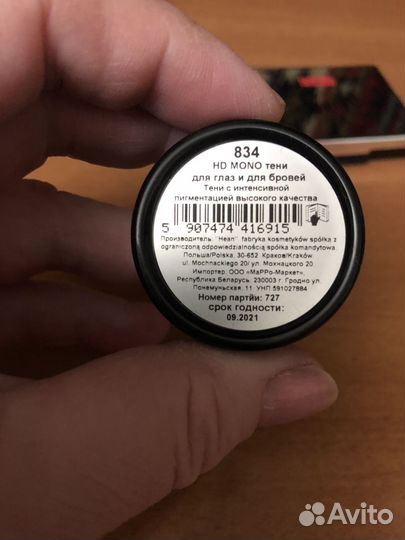 834
HD MONO тени
для глаз и для бровей
Тени с интенсивной
пигментацией высокого качества
5 907474 416915
Производитель: "Hean" fabryka kosmetyków spółka z
ograniczoną odpowiedzialnością spółka komandytowa.
Польша/Polska, 30-652 Краков/Kraków
ul. Mochnackiego 20/ ул. Мохнацкого 20.
Импортер: ООО «МаРРо-Маркет»,
Республика Беларусь, 230003 г. Гродно ул.
Понемуньская, 11 УНП 591027884
Номер партии: 727
срок годности:
09.2021
Avito